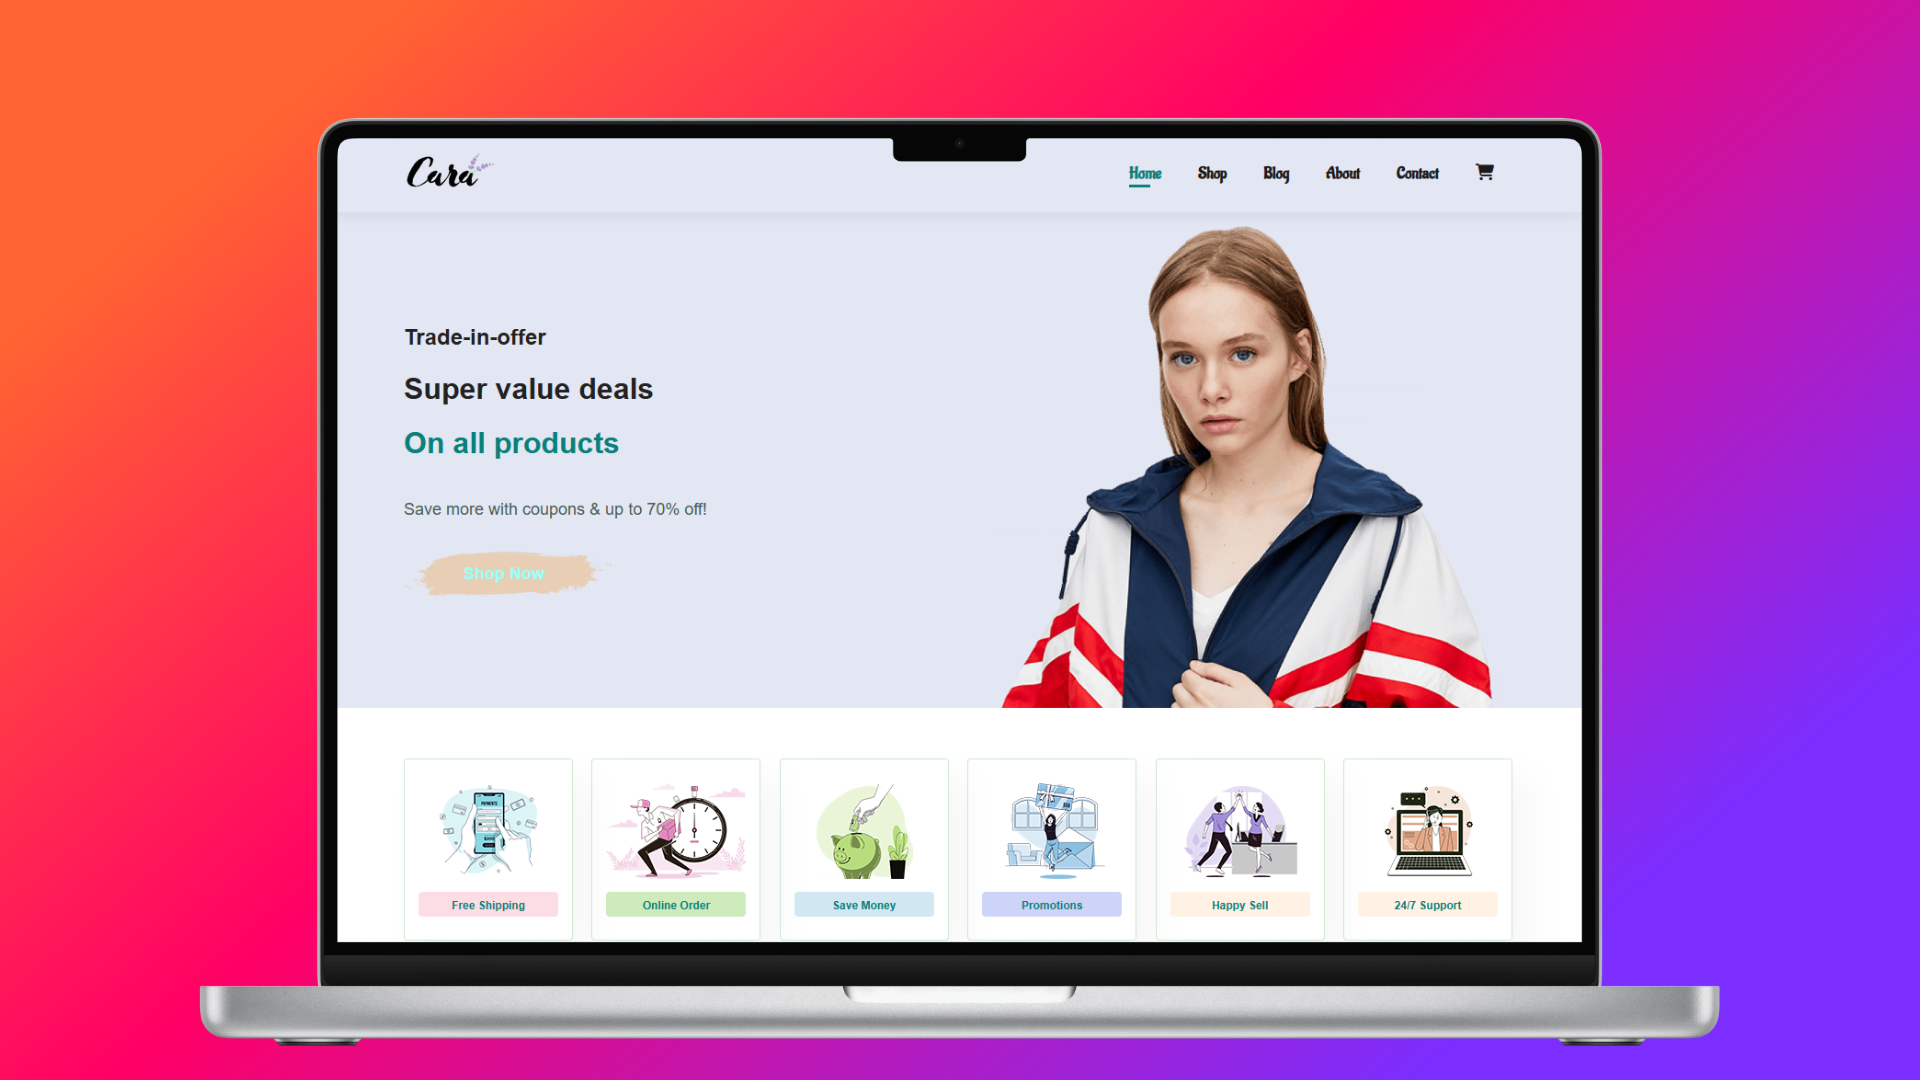 Cara
Home Shop Blog About Contact
Trade-in-offer
Super value deals
On all products
Save more with coupons & up to 70% off!
Shop Now
Free Shipping
Online Order
Save Money
Promotions
Happy Sell
24/7 Support